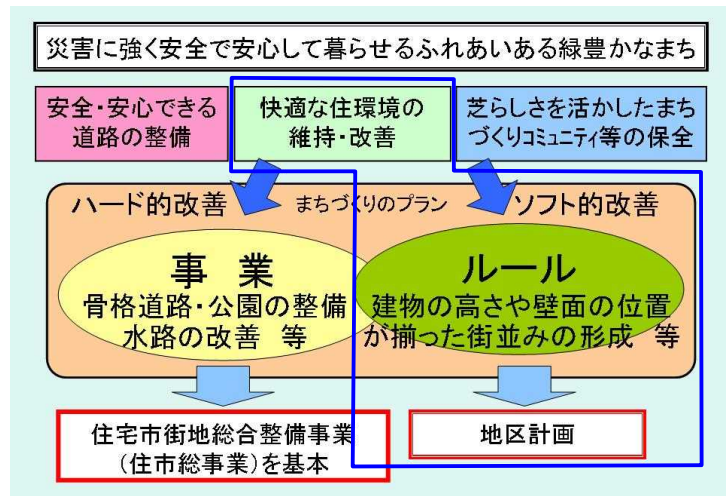 災害に強く安全で安心して暮らせるふれあいある緑豊かなまち
安全・安心できる
道路の整備
快適な住環境の
維持・改善
芝らしさを活かしたまち
づくりコミュニティ等の保全
ハード的改善
まちづくりのプラン
ソフト的改善
事 業
骨格道路・公園の整備
水路の改善 等
ルール
建物の高さや壁面の位置
が揃った街並みの形成 等
住宅市街地総合整備事業
(住市総事業)を基本
地区計画